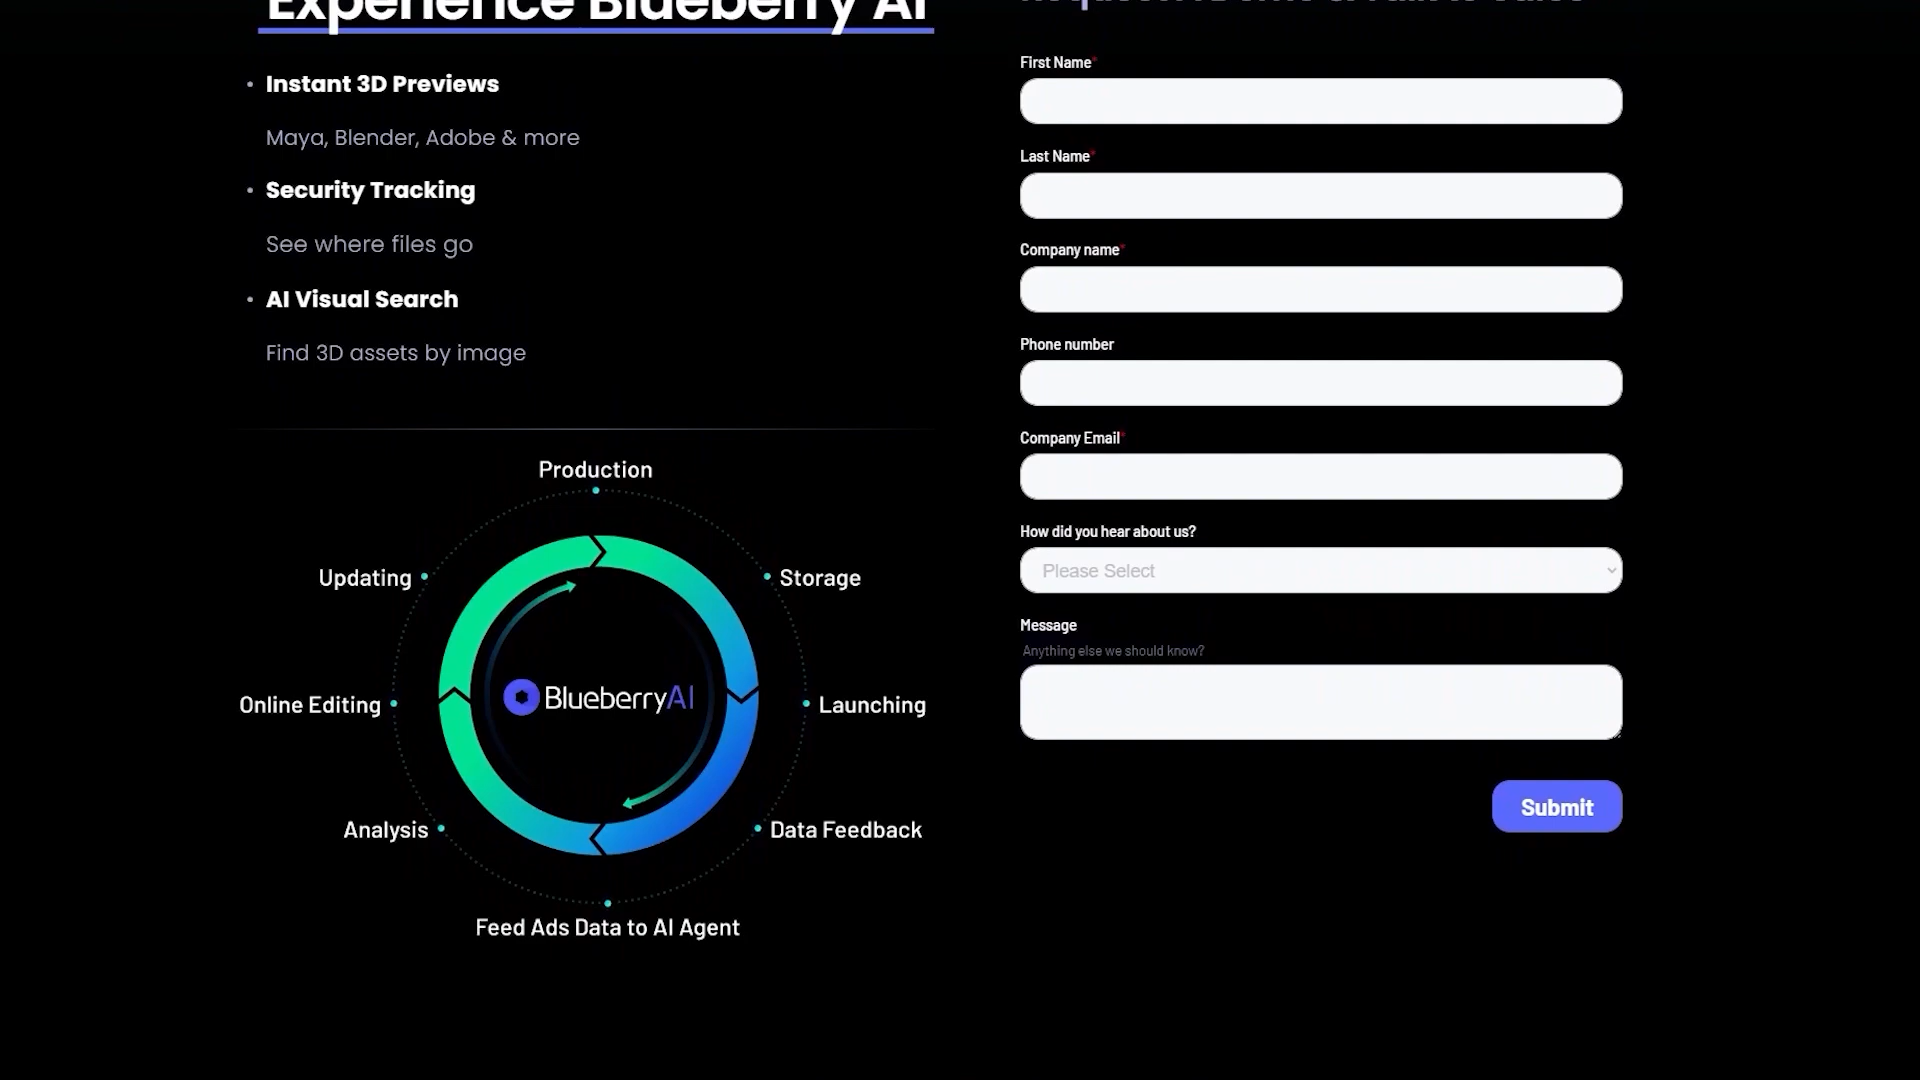 Experience Blueberry AI
• Instant 3D Previews
Maya, Blender, Adobe & more
• Security Tracking
See where files go
• AI Visual Search
Find 3D assets by image
Production
Updating
Storage
Online Editing
BlueberryAI
Launching
Analysis
Data Feedback
Feed Ads Data to AI Agent
First Name*
Last Name*
Company name*
Phone number
Company Email*
How did you hear about us?
Please Select
Message
Anything else we should know?
Submit